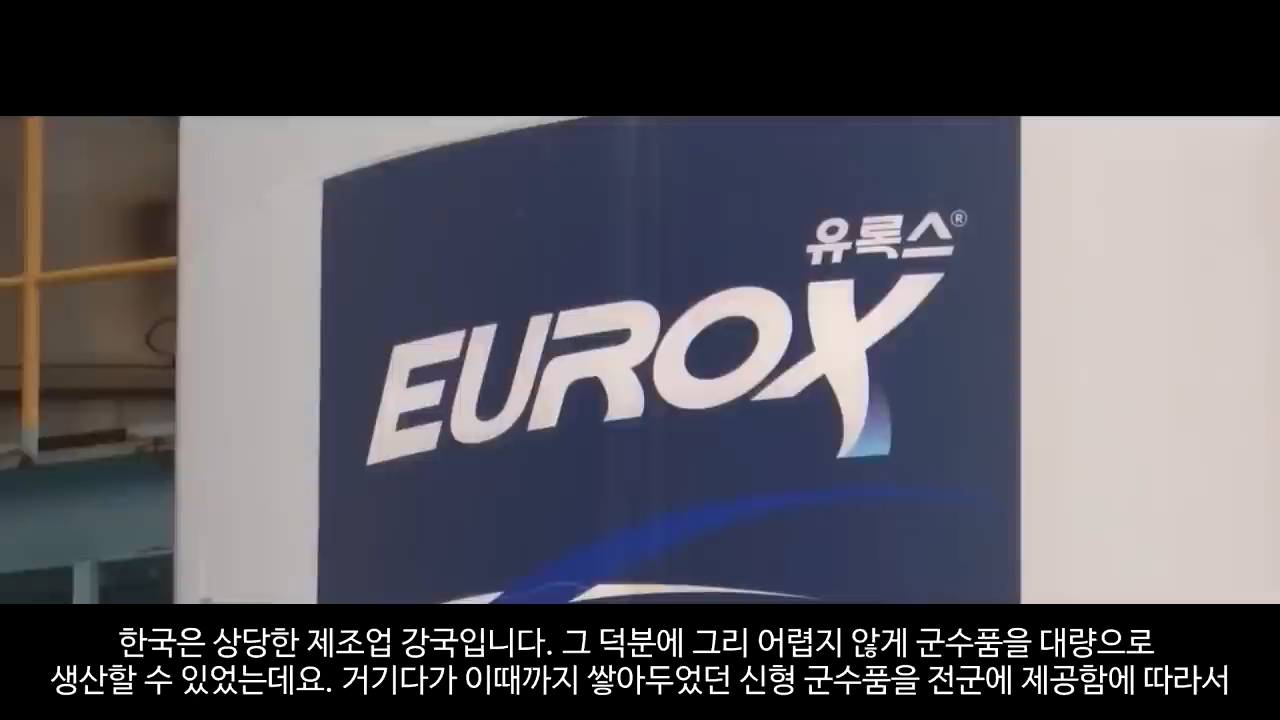 유록스®
EUROX
한국은 상당한 제조업 강국입니다. 그 덕분에 그리 어렵지 않게 군수품을 대량으로
생산할 수 있었는데요. 거기다가 이때까지 쌓아두었던 신형 군수품을 전군에 제공함에 따라서